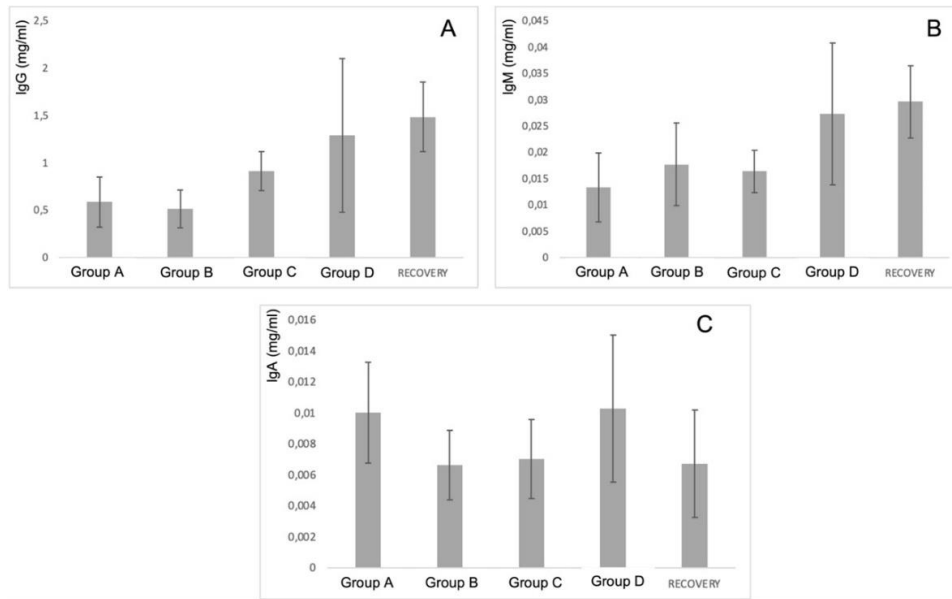 A
IgG (mg/ml)
2,5
2
1,5
1
0,5
0
Group A Group B Group C Group D RECOVERY
B
IgM (mg/ml)
0,045
0,04
0,035
0,03
0,025
0,02
0,015
0,01
0,005
0
Group A Group B Group C Group D RECOVERY
C
IgA (mg/ml)
0,016
0,014
0,012
0,01
0,008
0,006
0,004
0,002
0
Group A Group B Group C Group D RECOVERY